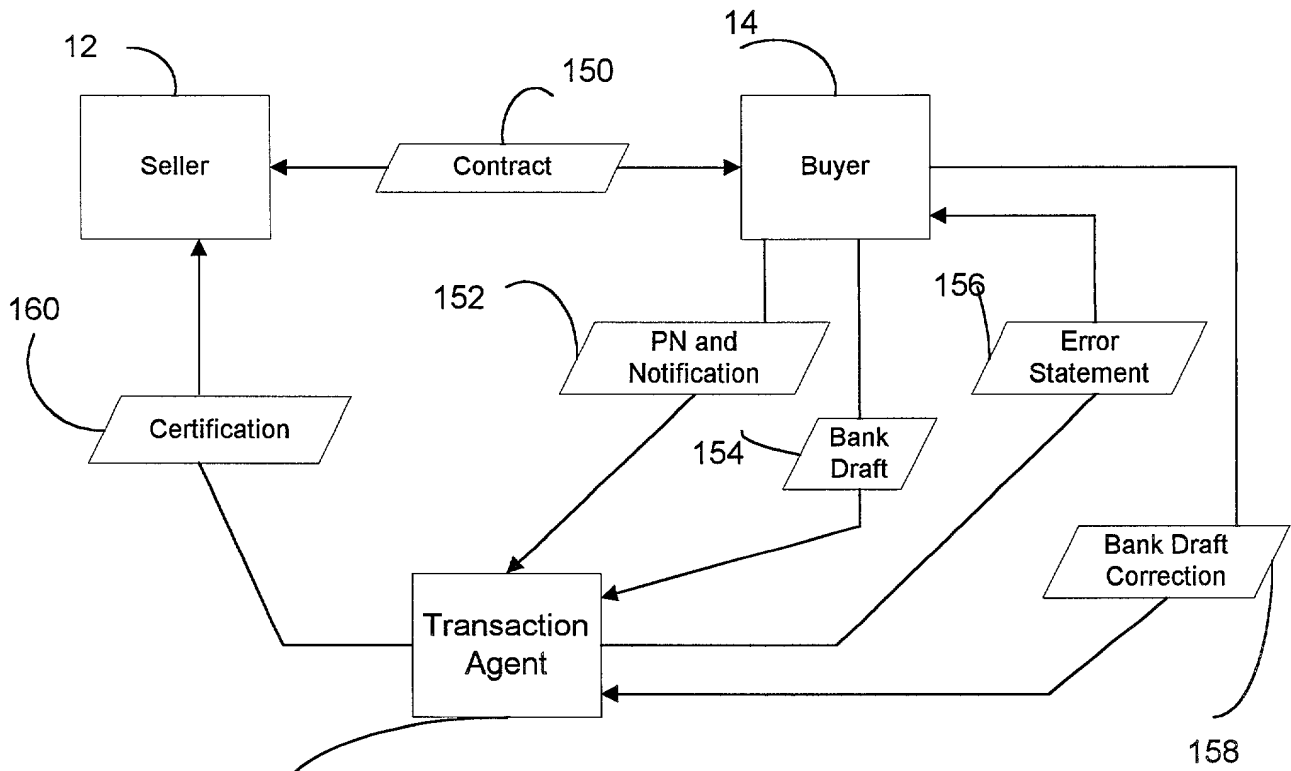 12
14
150
Seller
Contract
Buyer
160
152
156
PN and
Notification
Error
Statement
Certification
154
Bank
Draft
Bank Draft
Correction
Transaction
Agent
158